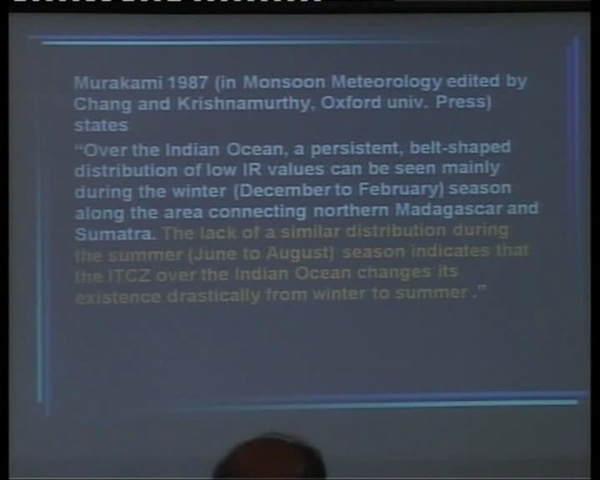 Murakami 1987 (in Monsoon Meteorology edited by
Chang and Krishnamurthy, Oxford univ. Press)
states
“Over the Indian Ocean, a persistent, belt-shaped
distribution of low IR values can be seen mainly
during the winter (December to February) season
along the area connecting northern Madagascar and
Sumatra. The lack of a similar distribution during
the summer (June to August) season indicates that
the ITCZ over the Indian Ocean changes its
existence drastically from winter to summer .”